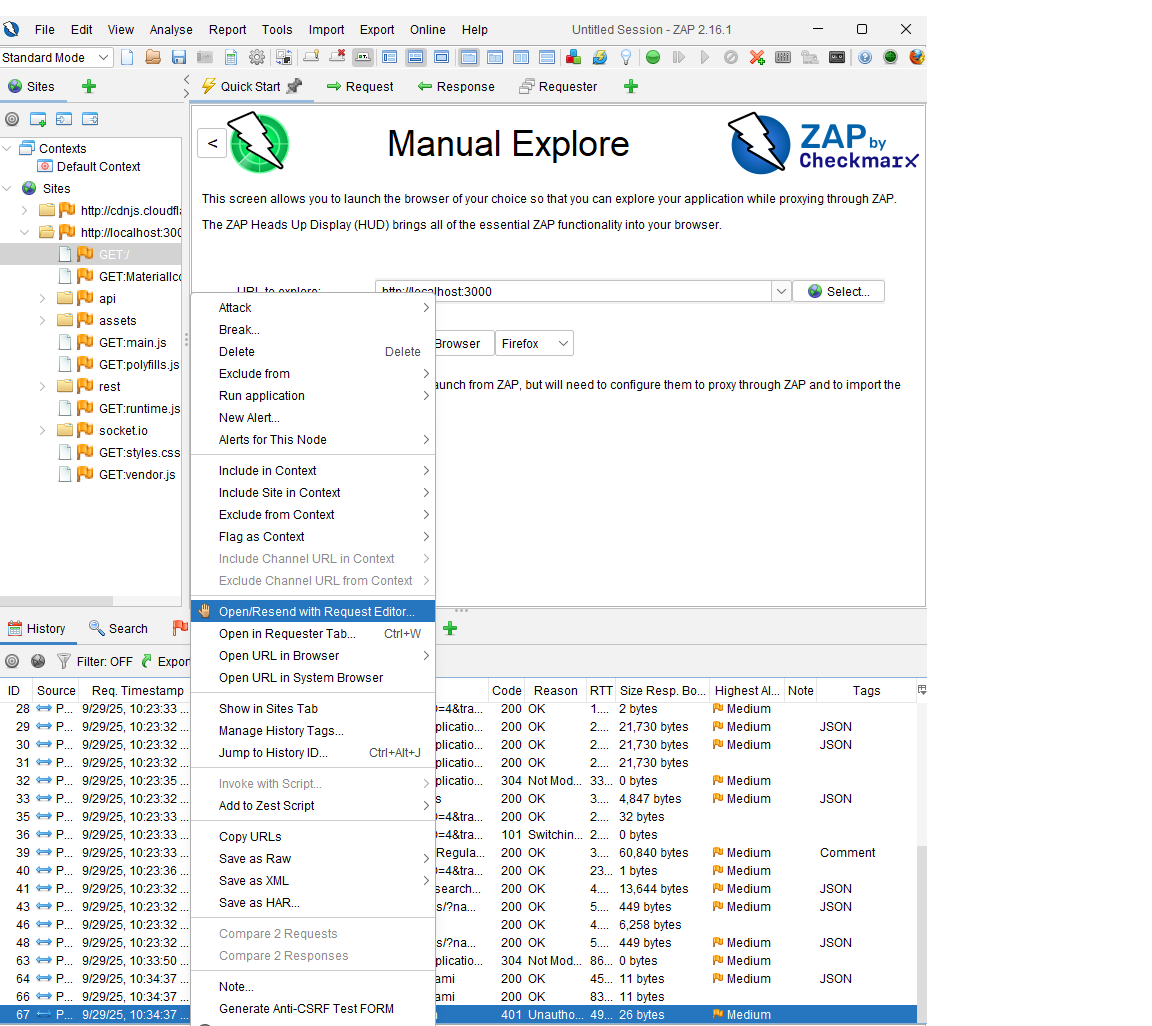 File Edit View Analyse Report Tools Import Export Online Help Untitled Session - ZAP 2.16.1
Standard Mode
Sites Quick Start Request Response Requester
< Manual Explore ZAP by Checkmarx
Contexts
Default Context
Sites
http://cdnjs.cloudfl
http://localhost:300
GET:/
GET:MaterialIco
api
assets
GET:main.js
GET:polyfills.js
rest
GET:runtime.js
socket.io
GET:styles.css
GET:vendor.js
This screen allows you to launch the browser of your choice so that you can explore your application while proxying through ZAP.
The ZAP Heads Up Display (HUD) brings all of the essential ZAP functionality into your browser.
URL to explore: http://localhost:3000 Select...
Browser Firefox
aunch from ZAP, but will need to configure them to proxy through ZAP and to import the
Attack
Break...
Delete Delete
Exclude from
Run application
New Alert...
Alerts for This Node
Include in Context
Include Site in Context
Exclude from Context
Flag as Context
Include Channel URL in Context
Exclude Channel URL from Context
Open/Resend with Request Editor...
Open in Requester Tab... Ctrl+W
Open URL in Browser
Open URL in System Browser
Show in Sites Tab
Manage History Tags...
Jump to History ID... Ctrl+Alt+J
Invoke with Script...
Add to Zest Script
Copy URLs
Save as Raw
Save as XML
Save as HAR...
Compare 2 Requests
Compare 2 Responses
Note...
Generate Anti-CSRF Test FORM
History Search
Filter: OFF Export
ID Source Req. Timestamp Code Reason RTT Size Resp. Bo... Highest Al... Note Tags
28 P... 9/29/25, 10:23:33 ... =4&tra... 200 OK 1.... 2 bytes Medium
29 P... 9/29/25, 10:23:32 ... plicatio... 200 OK 2.... 21,730 bytes Medium JSON
30 P... 9/29/25, 10:23:32 ... plicatio... 200 OK 2.... 21,730 bytes Medium JSON
31 P... 9/29/25, 10:23:32 ... plicatio... 200 OK 2.... 21,730 bytes
32 P... 9/29/25, 10:23:35 ... plicatio... 304 Not Mod... 33... 0 bytes Medium
33 P... 9/29/25, 10:23:32 ... s 200 OK 3.... 4,847 bytes Medium JSON
35 P... 9/29/25, 10:23:33 ... =4&tra... 200 OK 2.... 32 bytes
36 P... 9/29/25, 10:23:33 ... =4&tra... 101 Switchin... 2.... 0 bytes
39 P... 9/29/25, 10:23:33 ... Regula... 200 OK 3.... 60,840 bytes Medium Comment
40 P... 9/29/25, 10:23:36 ... =4&tra... 200 OK 23... 1 bytes Medium
41 P... 9/29/25, 10:23:32 ... search... 200 OK 4.... 13,644 bytes Medium JSON
43 P... 9/29/25, 10:23:32 ... s/?na... 200 OK 5.... 449 bytes Medium JSON
46 P... 9/29/25, 10:23:32 ... 200 OK 4.... 6,258 bytes
48 P... 9/29/25, 10:23:32 ... s/?na... 200 OK 5.... 449 bytes Medium JSON
63 P... 9/29/25, 10:33:50 ... plicatio... 304 Not Mod... 86... 0 bytes Medium
64 P... 9/29/25, 10:34:37 ... ami 200 OK 45... 11 bytes Medium JSON
66 P... 9/29/25, 10:34:37 ... ami 200 OK 83... 11 bytes
67 P... 9/29/25, 10:34:37 ... 401 Unautho... 49... 26 bytes Medium